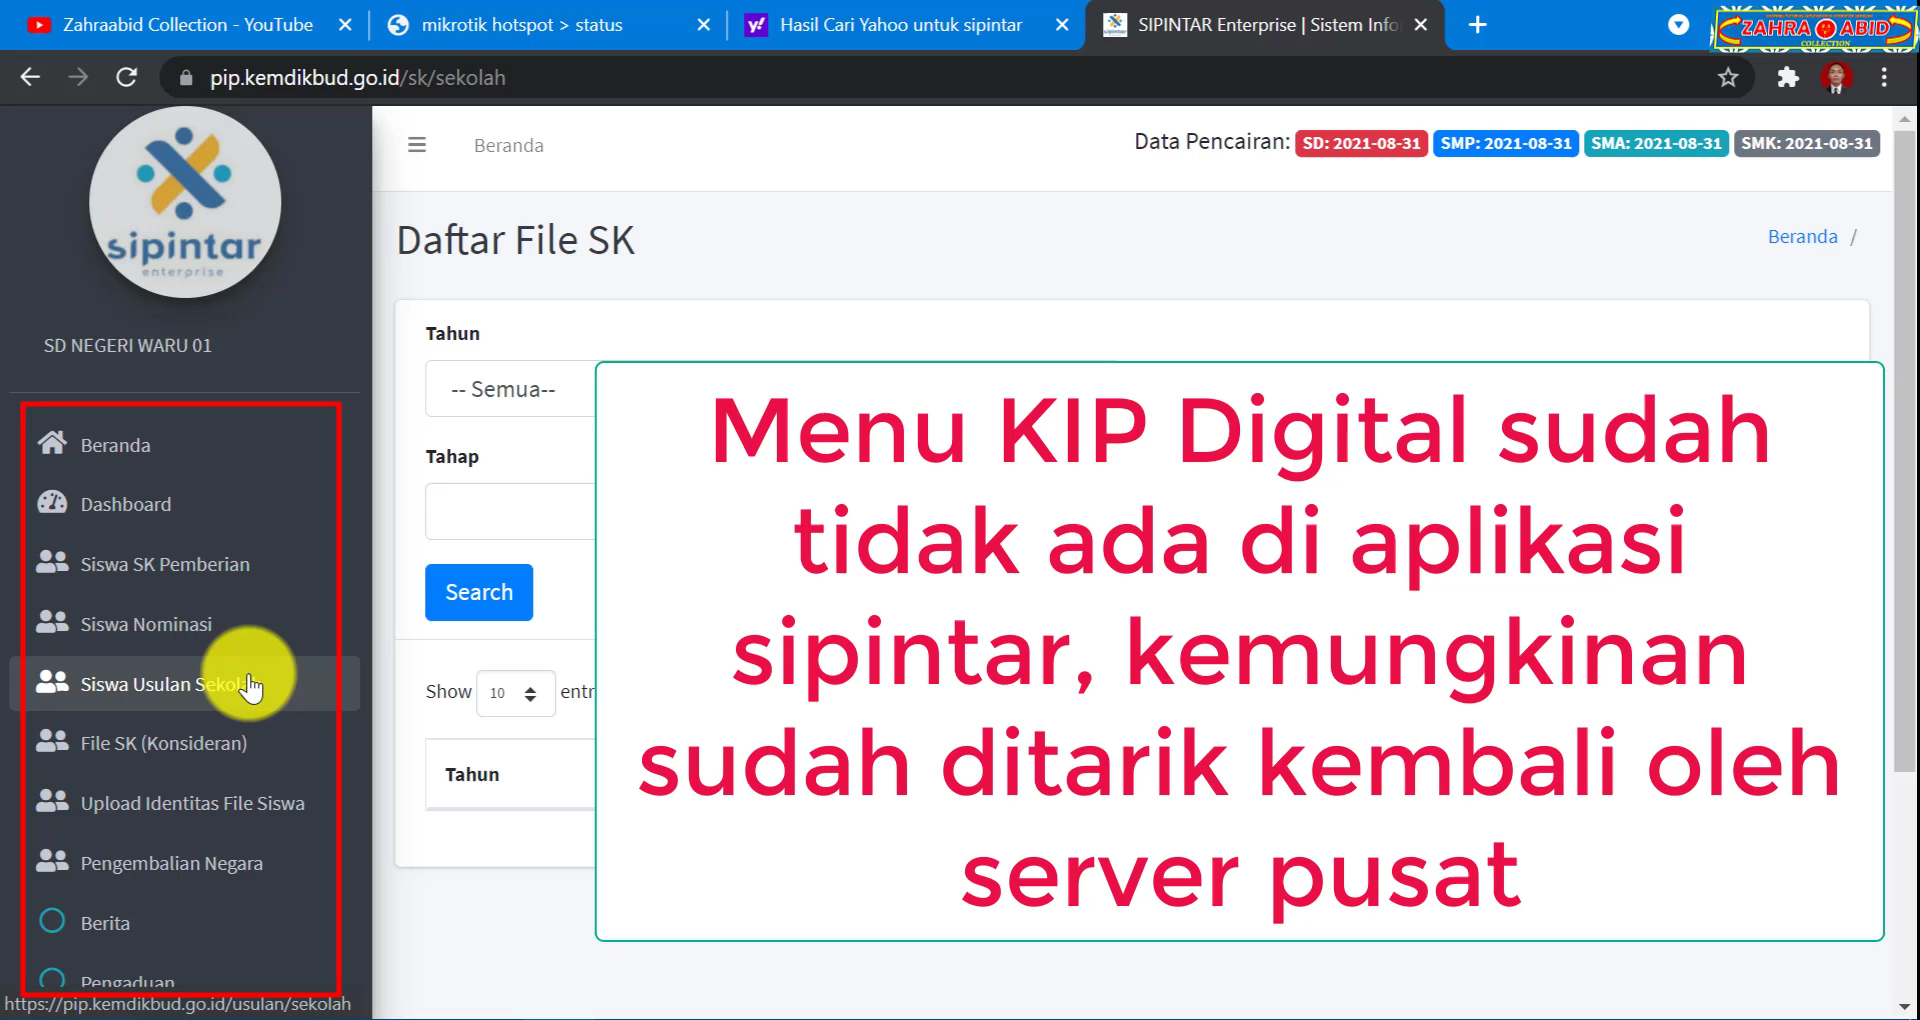 Zahraabid Collection - YouTube
mikrotik hotspot > status
Hasil Cari Yahoo untuk sipintar
SIPINTAR Enterprise | Sistem Info
ZAHRA ABID
COLLECTION
pip.kemdikbud.go.id/sk/sekolah
sipintar
enterprise
SD NEGERI WARU 01
Beranda
Dashboard
Siswa SK Pemberian
Siswa Nominasi
Siswa Usulan Sekolah
File SK (Konsideran)
Upload Identitas File Siswa
Pengembalian Negara
Berita
Pengaduan
https://pip.kemdikbud.go.id/usulan/sekolah
Beranda
Data Pencairan: SD: 2021-08-31 SMP: 2021-08-31 SMA: 2021-08-31 SMK: 2021-08-31
Daftar File SK
Beranda /
Tahun
-- Semua--
Tahap
Search
Show 10 entr
Tahun
Menu KIP Digital sudah
tidak ada di aplikasi
sipintar, kemungkinan
sudah ditarik kembali oleh
server pusat